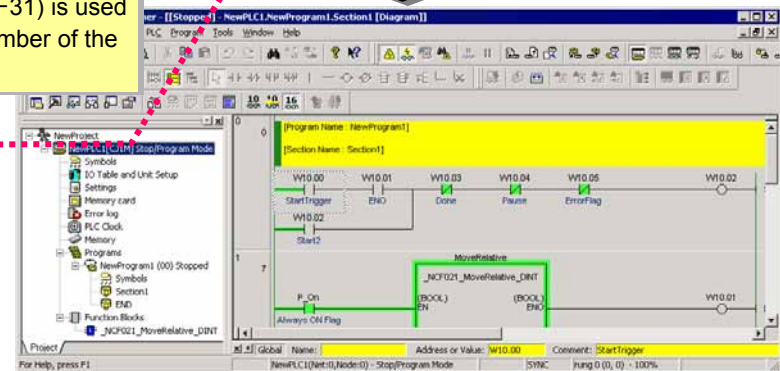 -31) is used
mber of the
ner - [[Stopped] - NewPLC1.NewProgram1.Section1 [Diagram]]
PLC Program Tools Window Help
10 10 16
NewProject
NewPLC1[CJ1M] Stop/Program Mode
Symbols
IO Table and Unit Setup
Settings
Memory card
Error log
PLC Clock
Memory
Programs
NewProgram1 (00) Stopped
Symbols
Section1
END
Function Blocks
_NCF021_MoveRelative_DINT
Project
0
0
[Program Name : NewProgram1]
[Section Name : Section1]
W10.00 W10.01 W10.03 W10.04 W10.05 W10.02
StartTrigger ENO Done Pause ErrorFlag
W10.02
Start2
1
7
MoveRelative
_NCF021_MoveRelative_DINT
P_On (BOOL) (BOOL) W10.01
EN ENO
Always ON Flag
Global Name: Address or Value: W10.00 Comment: StartTrigger
For Help, press F1 NewPLC1(Net:0,Node:0) - Stop/Program Mode SYNC rung 0 (0, 0) - 100%